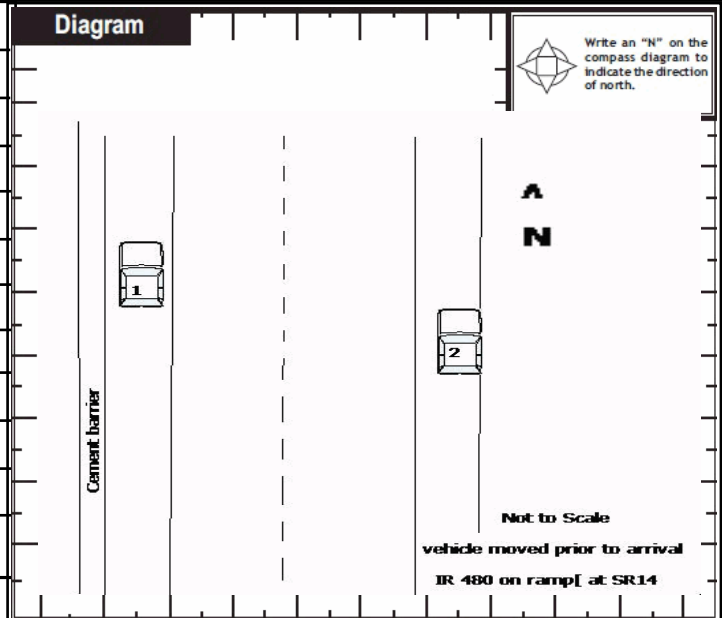 Diagram
Write an “N” on the
compass diagram to
indicate the direction
of north.
N
1
2
Cement barrier
Not to Scale
vehicle moved prior to arrival
IR 480 on ramp[ at SR14